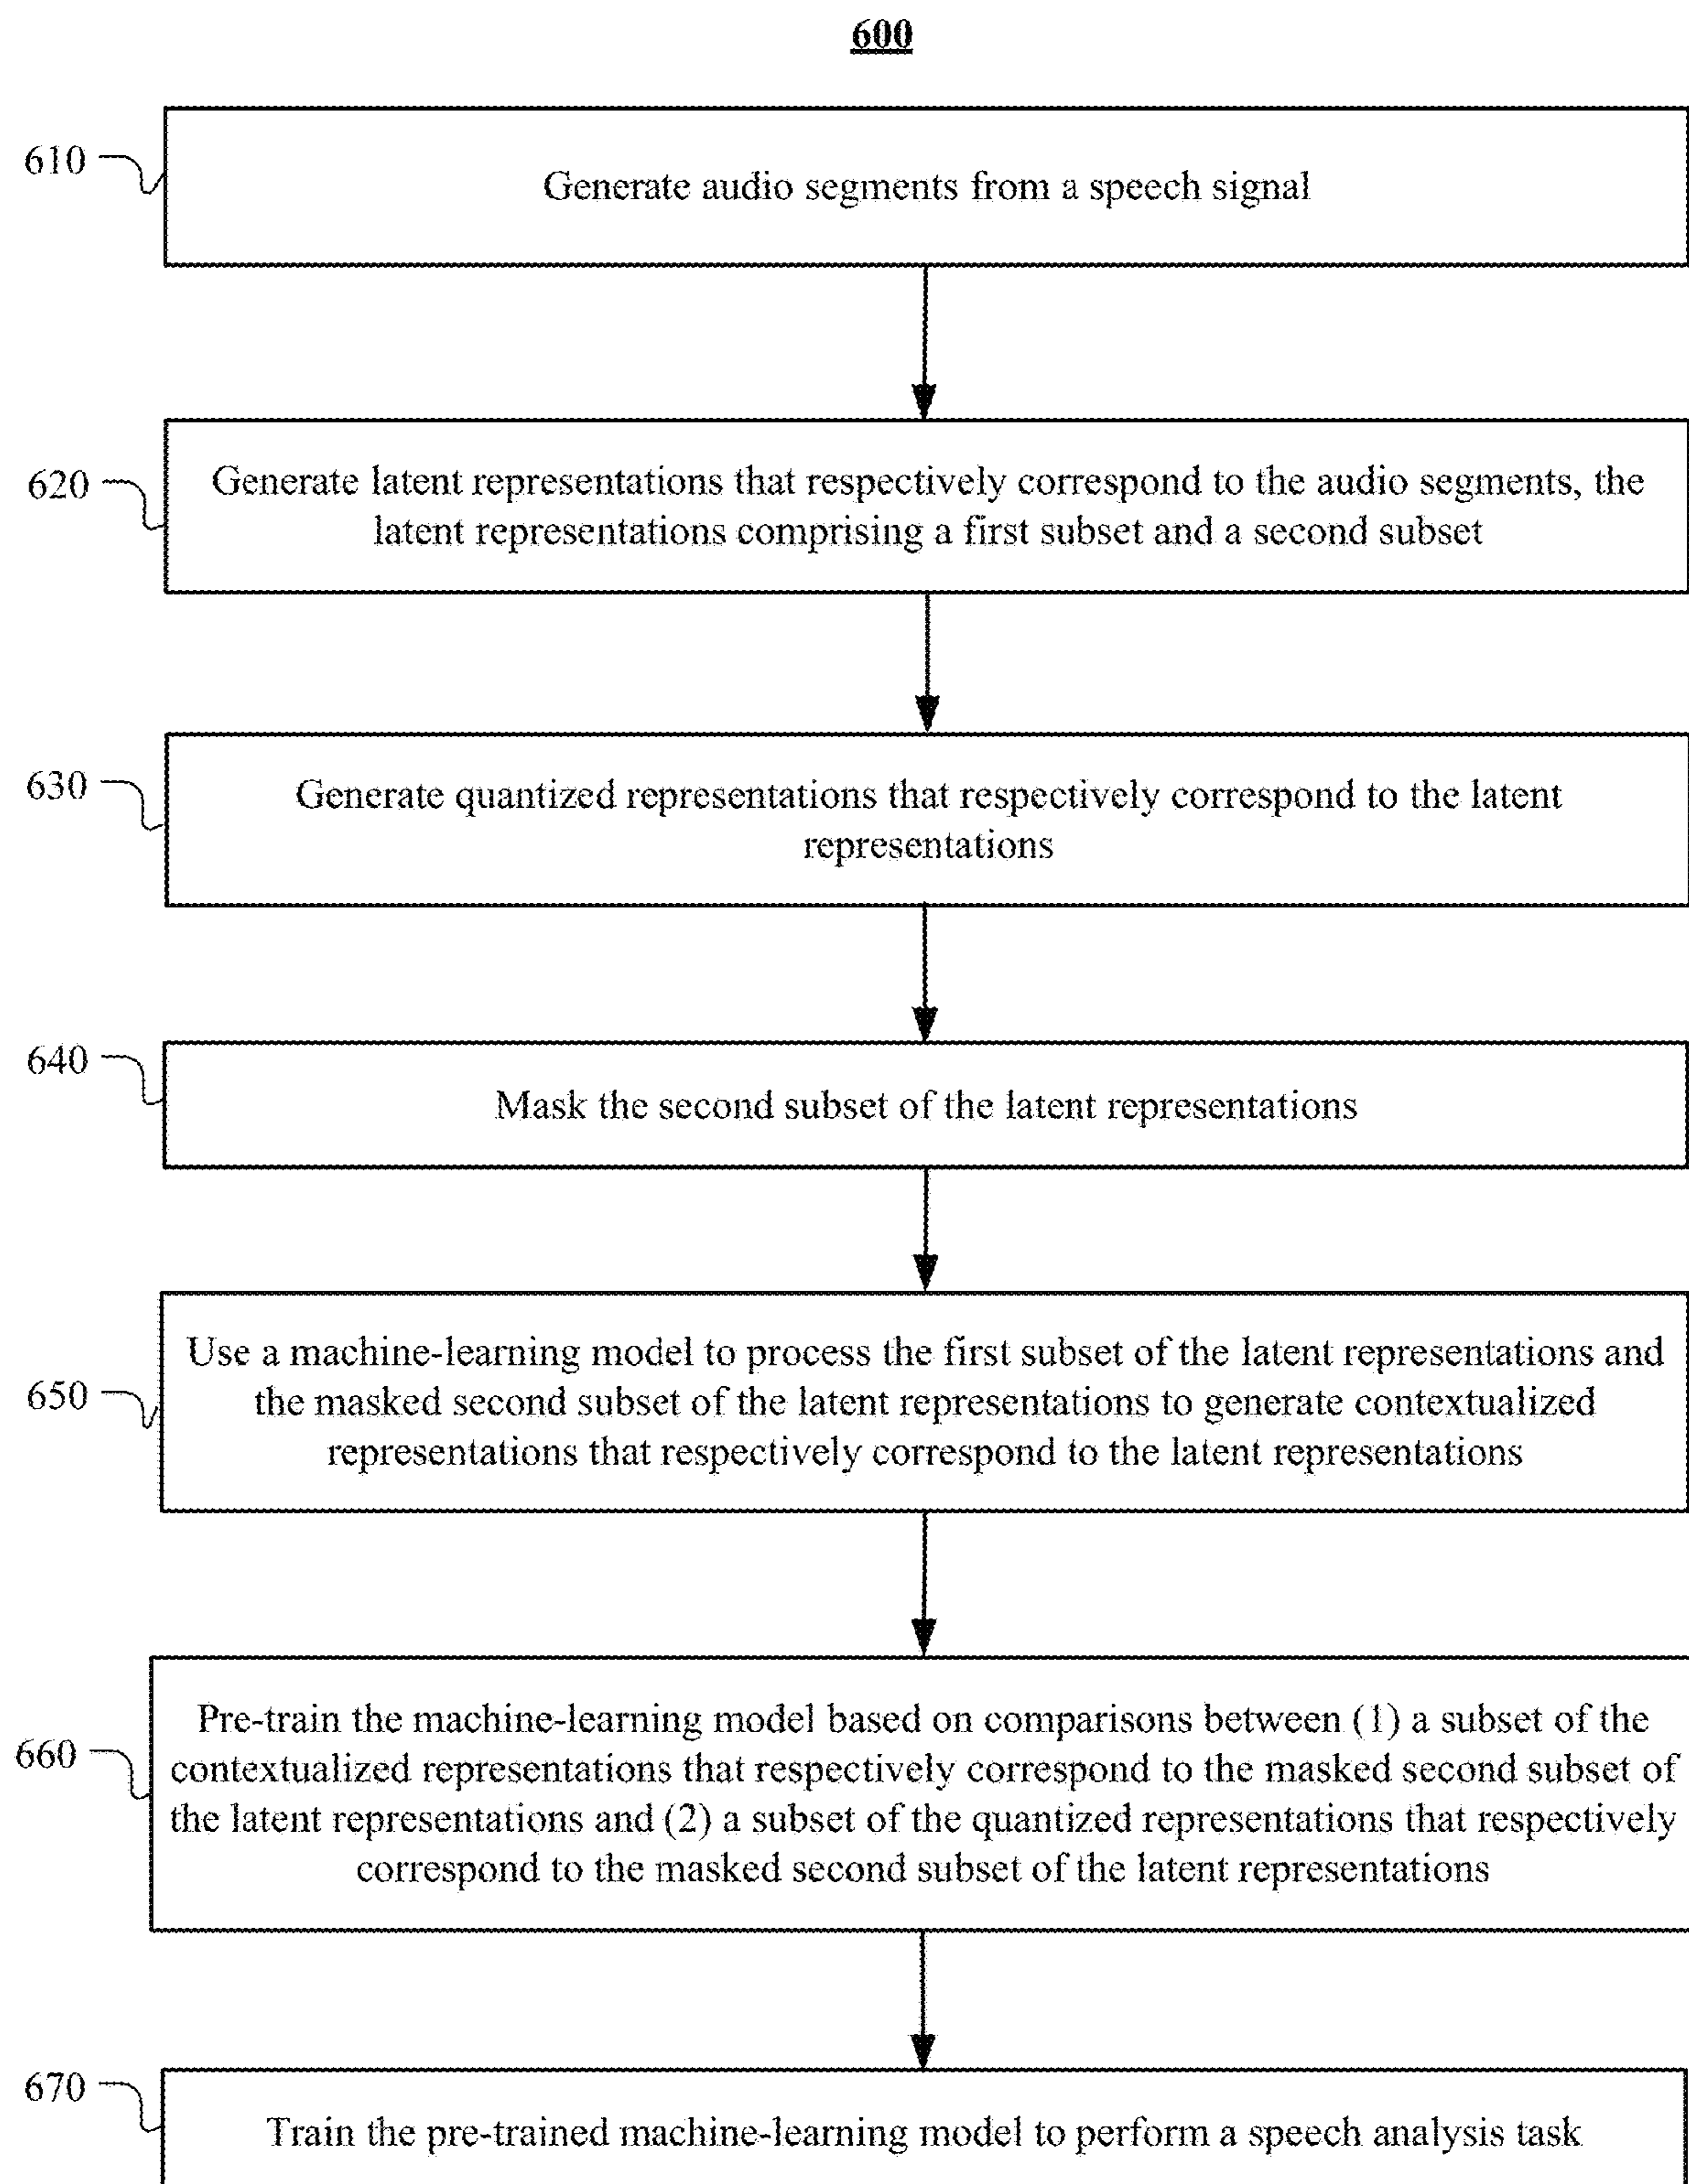 600
610
Generate audio segments from a speech signal
620
Generate latent representations that respectively correspond to the audio segments, the
latent representations comprising a first subset and a second subset
630
Generate quantized representations that respectively correspond to the latent
representations
640
Mask the second subset of the latent representations
650
Use a machine-learning model to process the first subset of the latent representations and
the masked second subset of the latent representations to generate contextualized
representations that respectively correspond to the latent representations
660
Pre-train the machine-learning model based on comparisons between (1) a subset of the
contextualized representations that respectively correspond to the masked second subset of
the latent representations and (2) a subset of the quantized representations that respectively
correspond to the masked second subset of the latent representations
670
Train the pre-trained machine-learning model to perform a speech analysis task